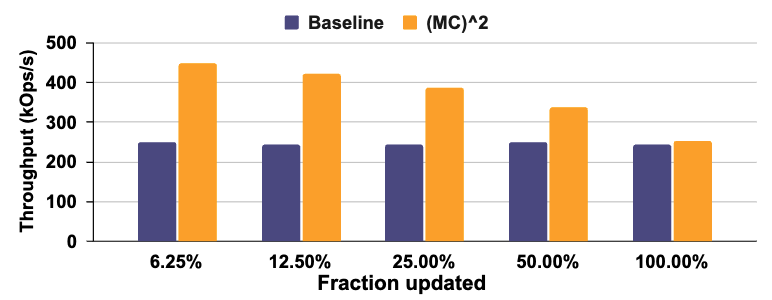 Baseline (MC)^2
Throughput (kOps/s)
500
400
300
200
100
0
6.25% 12.50% 25.00% 50.00% 100.00%
Fraction updated